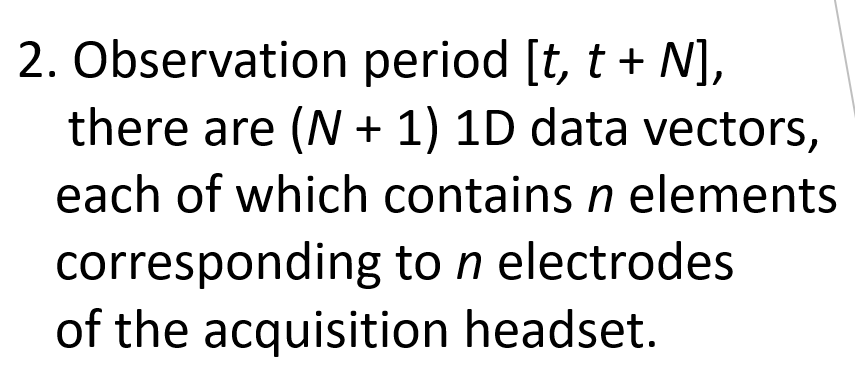 2. Observation period [t, t + N],
there are (N + 1) 1D data vectors,
each of which contains n elements
corresponding to n electrodes
of the acquisition headset.